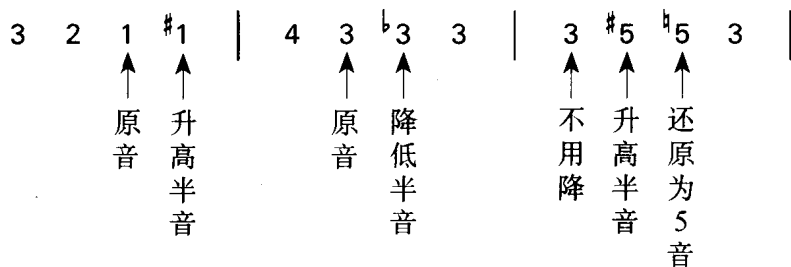 3 2 1 ♯1 | 4 3 ♭3 3 | 3 ♯5 ♮5 3 |
原音
升高半音
原音
降低半音
不用降
升高半音
还原为5音